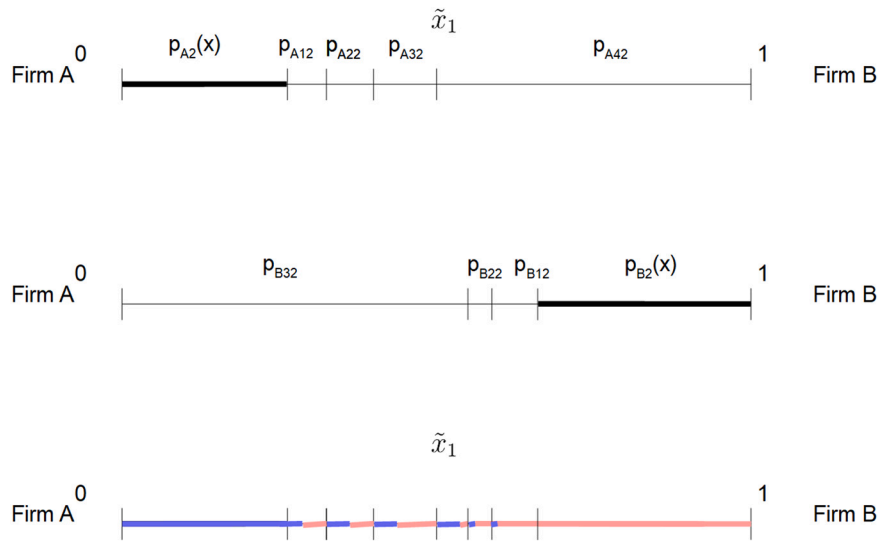 x̃₁
0 p_A2(x) p_A12 p_A22 p_A32 p_A42 1
Firm A Firm B
0 p_B32 p_B22 p_B12 p_B2(x) 1
Firm A Firm B
x̃₁
0 1
Firm A Firm B